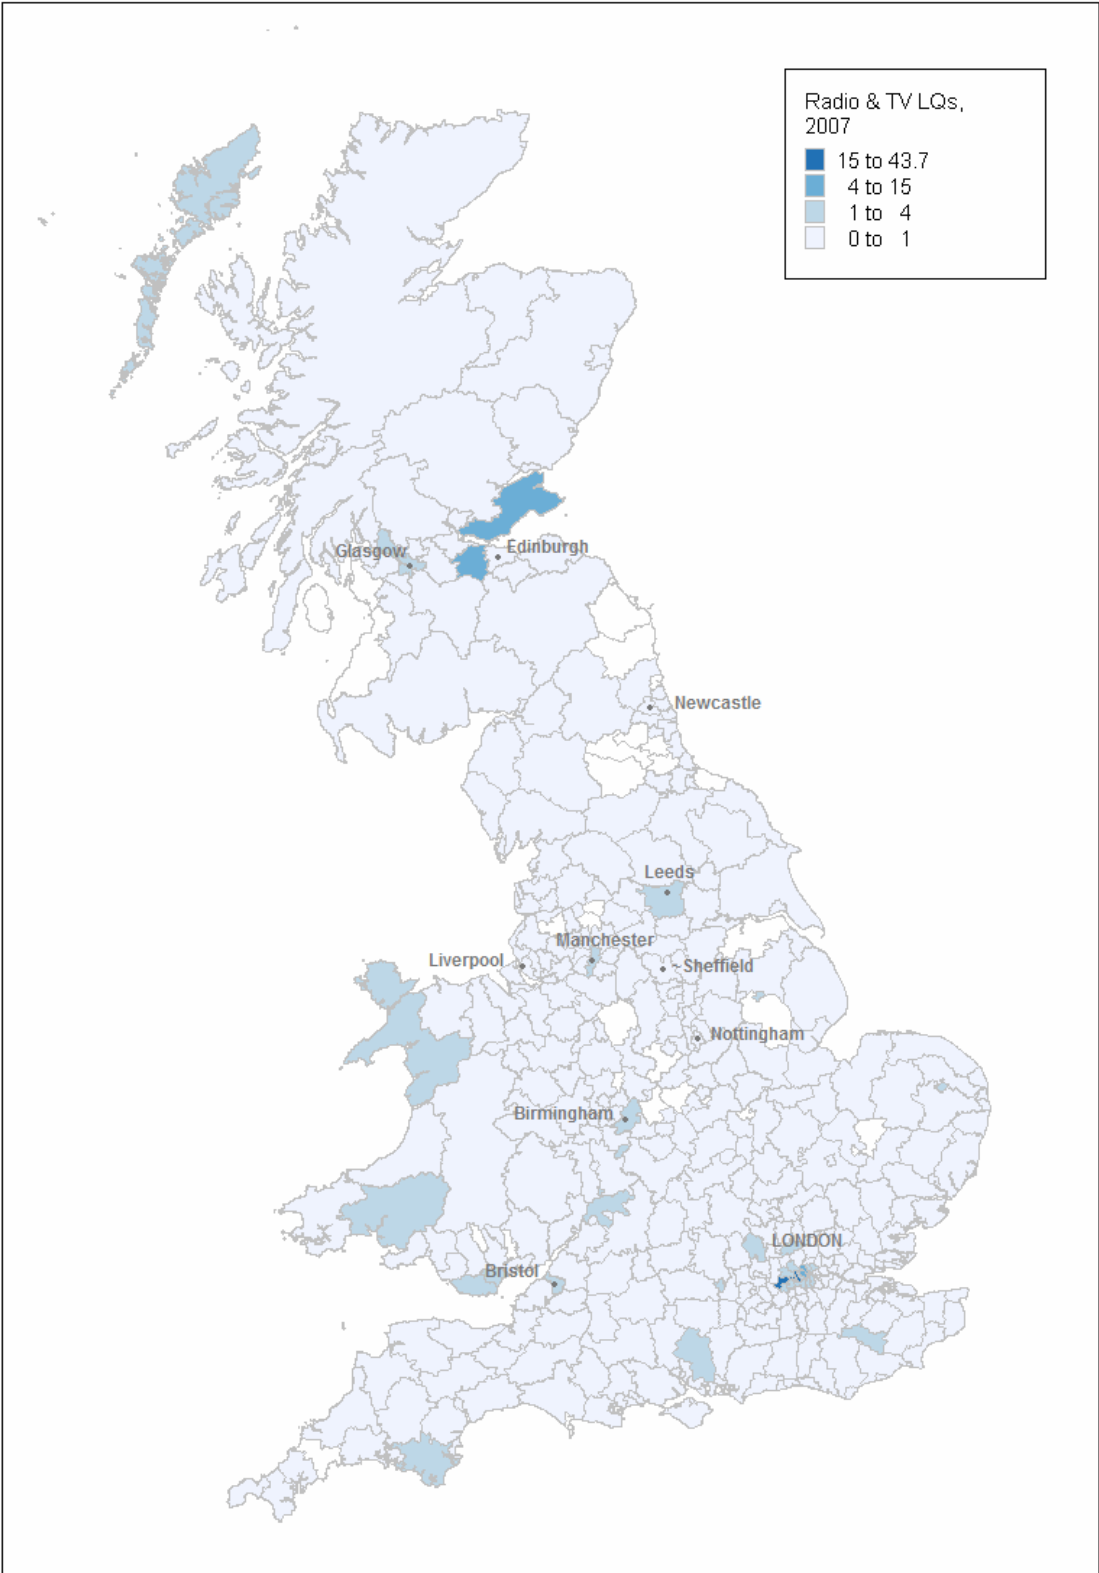 Radio & TV LQs,
2007
15 to 43.7
4 to 15
1 to 4
0 to 1
Glasgow
Edinburgh
Newcastle
Leeds
Manchester
Liverpool
~Sheffield
Nottingham
Birmingham
LONDON
Bristol